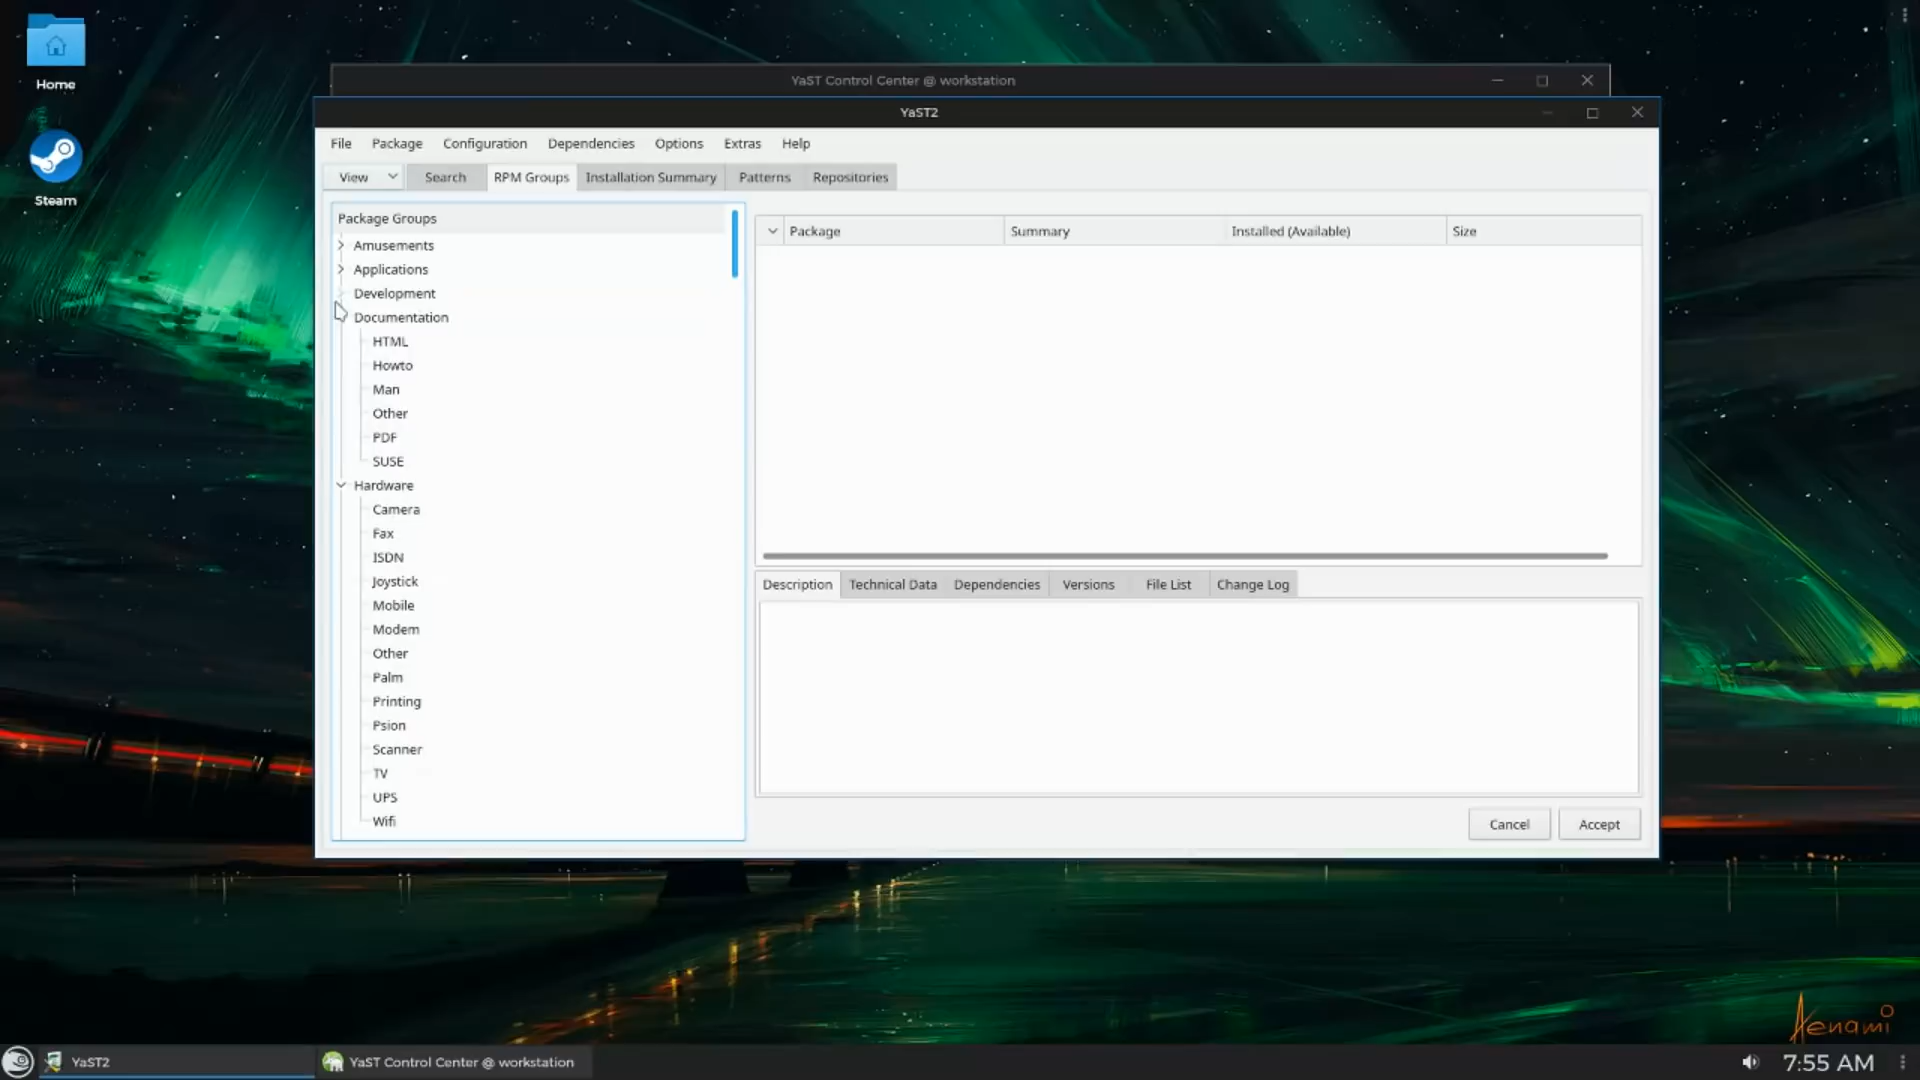 Home
Steam
YaST Control Center @ workstation
YaST2
File Package Configuration Dependencies Options Extras Help
View Search RPM Groups Installation Summary Patterns Repositories
Package Groups
Amusements
Applications
Development
Documentation
HTML
Howto
Man
Other
PDF
SUSE
Hardware
Camera
Fax
ISDN
Joystick
Mobile
Modem
Other
Palm
Printing
Psion
Scanner
TV
UPS
Wifi
Package Summary Installed (Available) Size
Description Technical Data Dependencies Versions File List Change Log
Cancel Accept
Aenami
YaST2 YaST Control Center @ workstation 7:55 AM